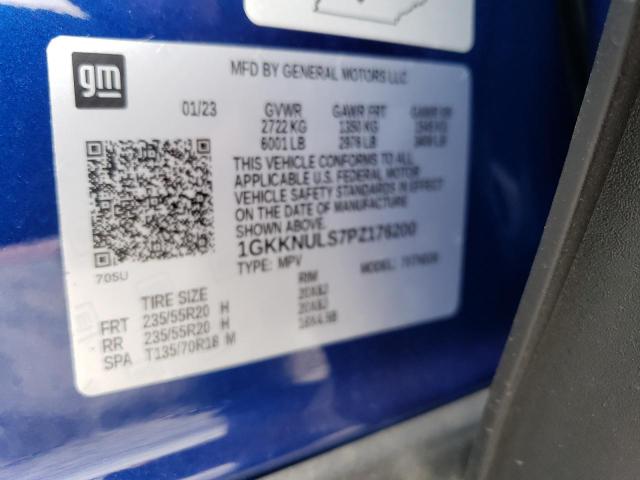 gm
MFD BY GENERAL MOTORS LLC
01/23 GVWR GAWR FRT GAWR
2722 KG 1350 KG KG
6001 LB 2976 LB LB
THIS VEHICLE CONFORMS TO ALL
APPLICABLE U.S. FEDERAL MOTOR
VEHICLE SAFETY STANDARDS IN EFFECT
ON THE DATE OF MANUFACTURE
SHOWN ABOVE.
1GKKNULS7PZ176200
705U
TYPE: MPV MODEL:
TIRE SIZE RIM
FRT 235/55R20 H 20X8J
RR 235/55R20 H 20X8J
SPA T135/70R18 M